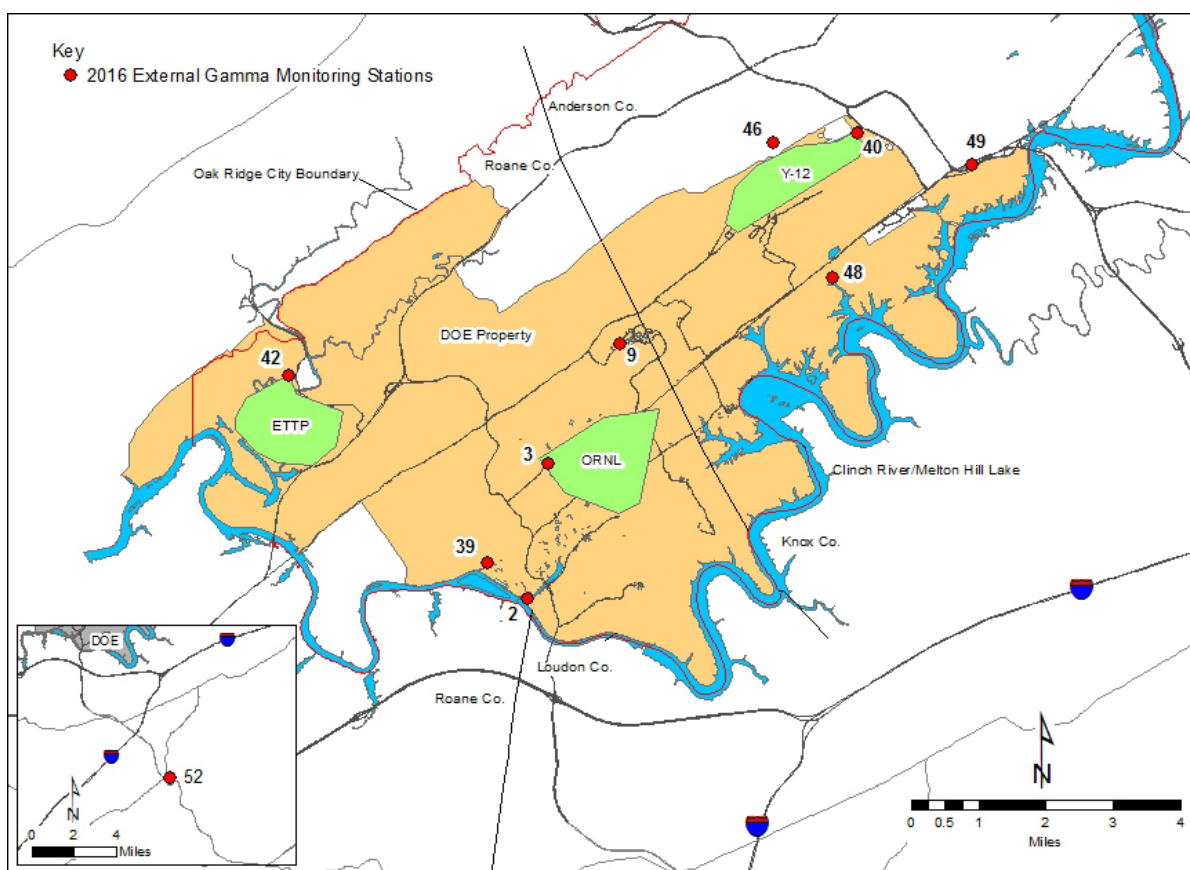 Key
2016 External Gamma Monitoring Stations
Anderson Co.
46
40
49
Roane Co.
Oak Ridge City Boundary
Y-12
48
DOE Property
9
42
ETTP
3
ORNL
Clinch River/Melton Hill Lake
39
Knox Co.
2
Loudon Co.
Roane Co.
DOE
52
N
0 2 4
Miles
N
0 0.5 1 2 3 4
Miles